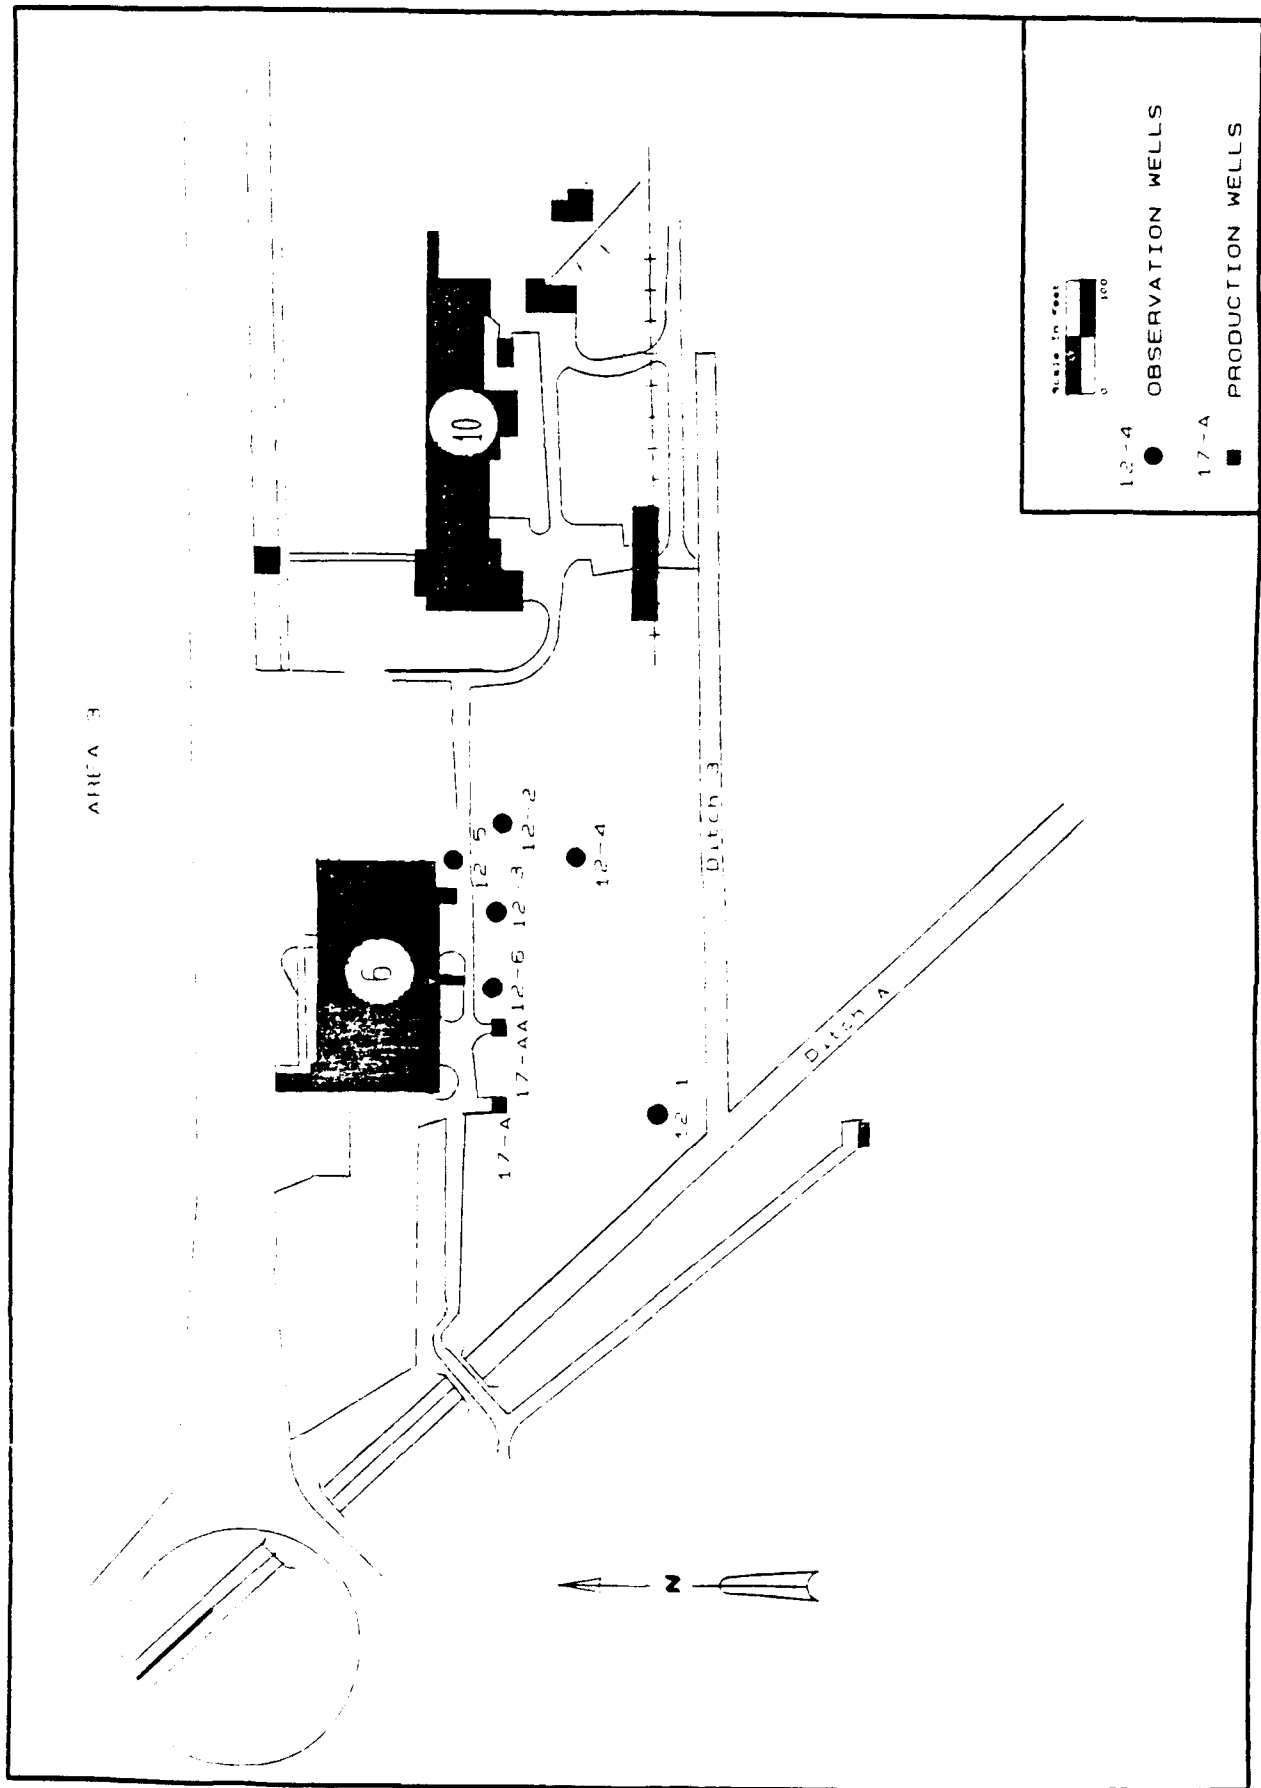 AREA 3
10
6
12-5
12-2
12-3
12-4
12-6
17-AA
17-A
12-1
Ditch 3
Ditch A
N
Scale in Feet
0
100
12-4
OBSERVATION WELLS
17-A
PRODUCTION WELLS